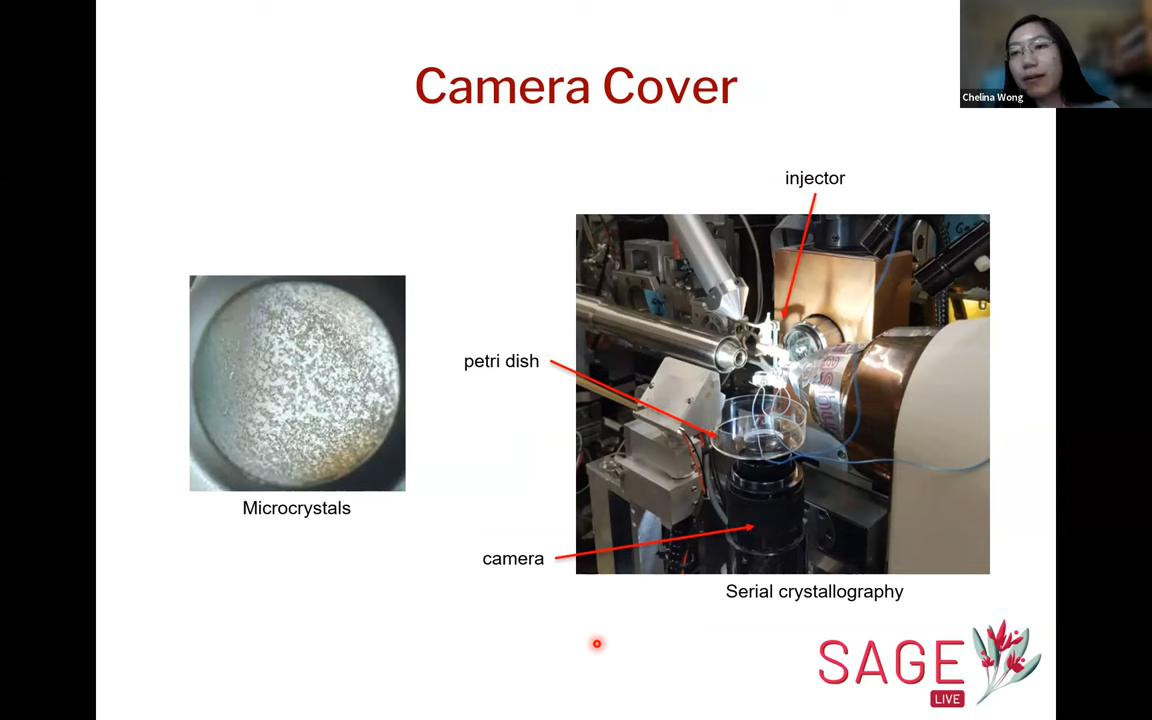 Camera Cover
Chelina Wong
injector
petri dish
Microcrystals
camera
Serial crystallography
SAGE
LIVE